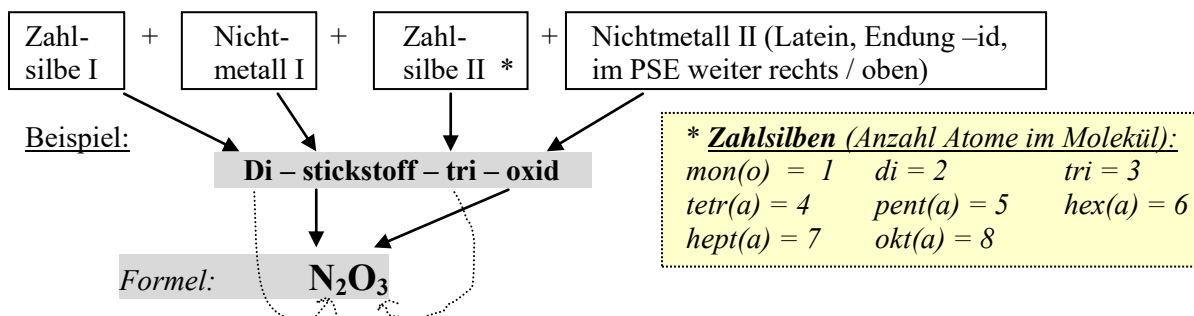 Zahl- + Nicht- + Zahl- + Nichtmetall II (Latein, Endung –id,
silbe I metall I silbe II * im PSE weiter rechts / oben)
Beispiel:
Di – stickstoff – tri – oxid
Formel: N₂O₃
* Zahlsilben (Anzahl Atome im Molekül):
mon(o) = 1 di = 2 tri = 3
tetr(a) = 4 pent(a) = 5 hex(a) = 6
hept(a) = 7 okt(a) = 8